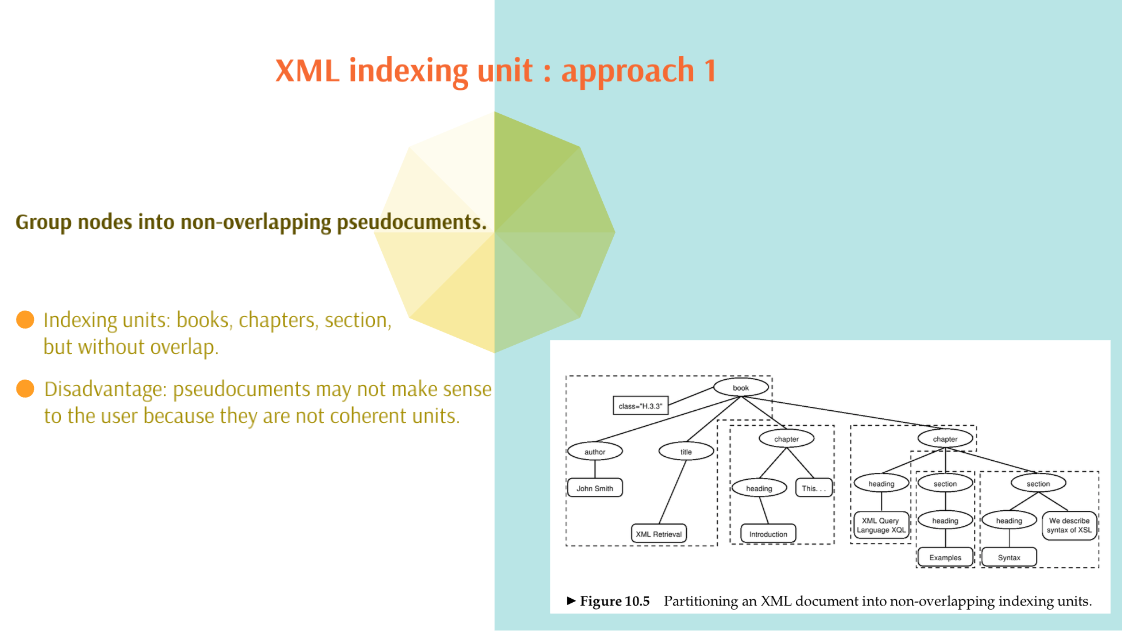 XML indexing unit : approach 1
Group nodes into non-overlapping pseudocuments.
Indexing units: books, chapters, section,
but without overlap.
Disadvantage: pseudocuments may not make sense
to the user because they are not coherent units.
book
class="H.3.3"
author
title
chapter
chapter
John Smith
heading
This. . .
heading
section
section
XML Retrieval
Introduction
XML Query
Language XQL
heading
heading
We describe
syntax of XSL
Examples
Syntax
▶ Figure 10.5 Partitioning an XML document into non-overlapping indexing units.